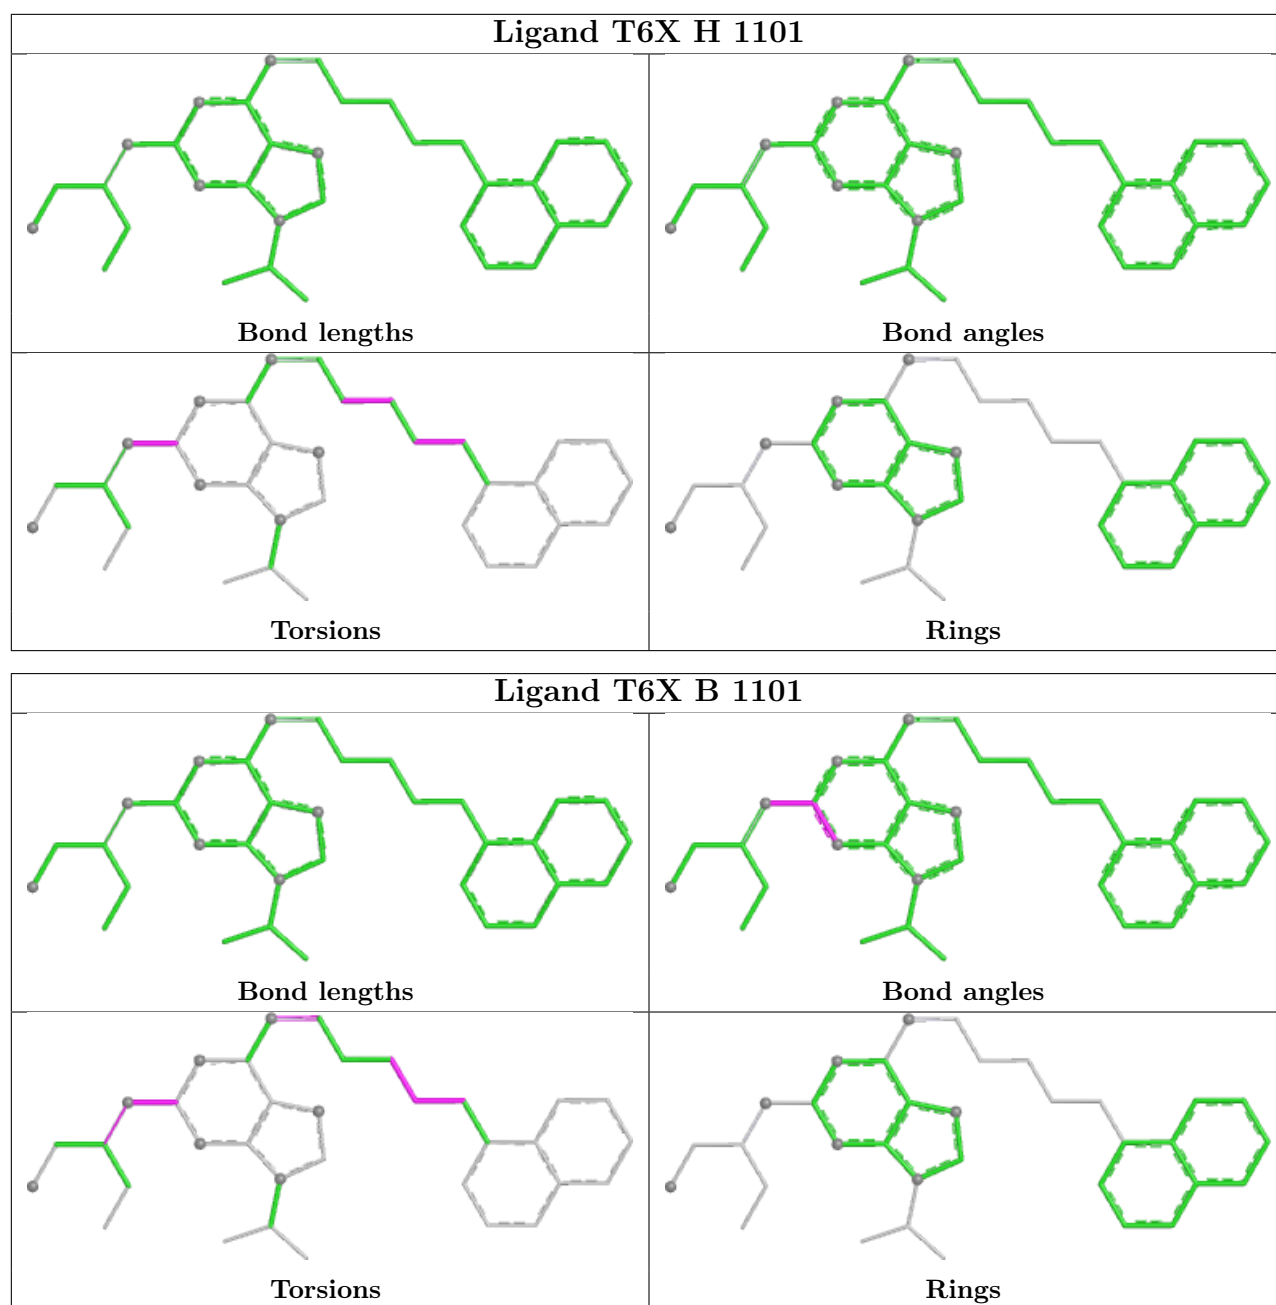 Ligand T6X H 1101
Bond lengths
Bond angles
Torsions
Rings
Ligand T6X B 1101
Bond lengths
Bond angles
Torsions
Rings